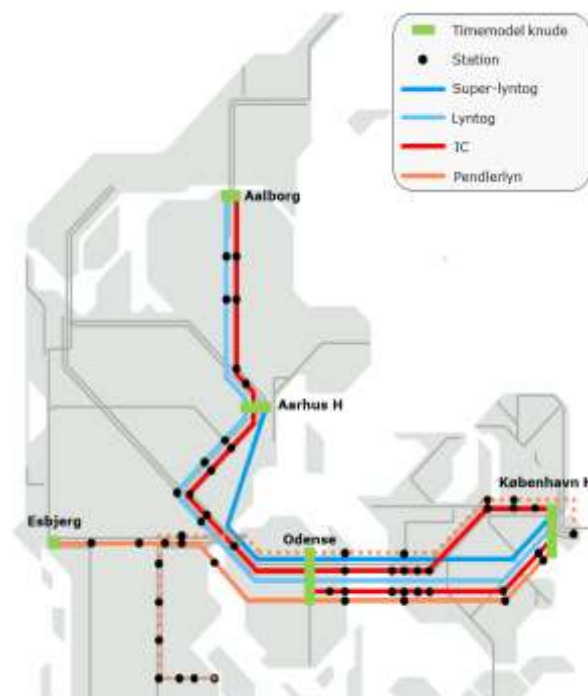 Timemodel knude
Station
Super-lyntog
Lyntog
IC
Pendlerlyn
Aalborg
Aarhus H
København H
Esbjerg
Odense